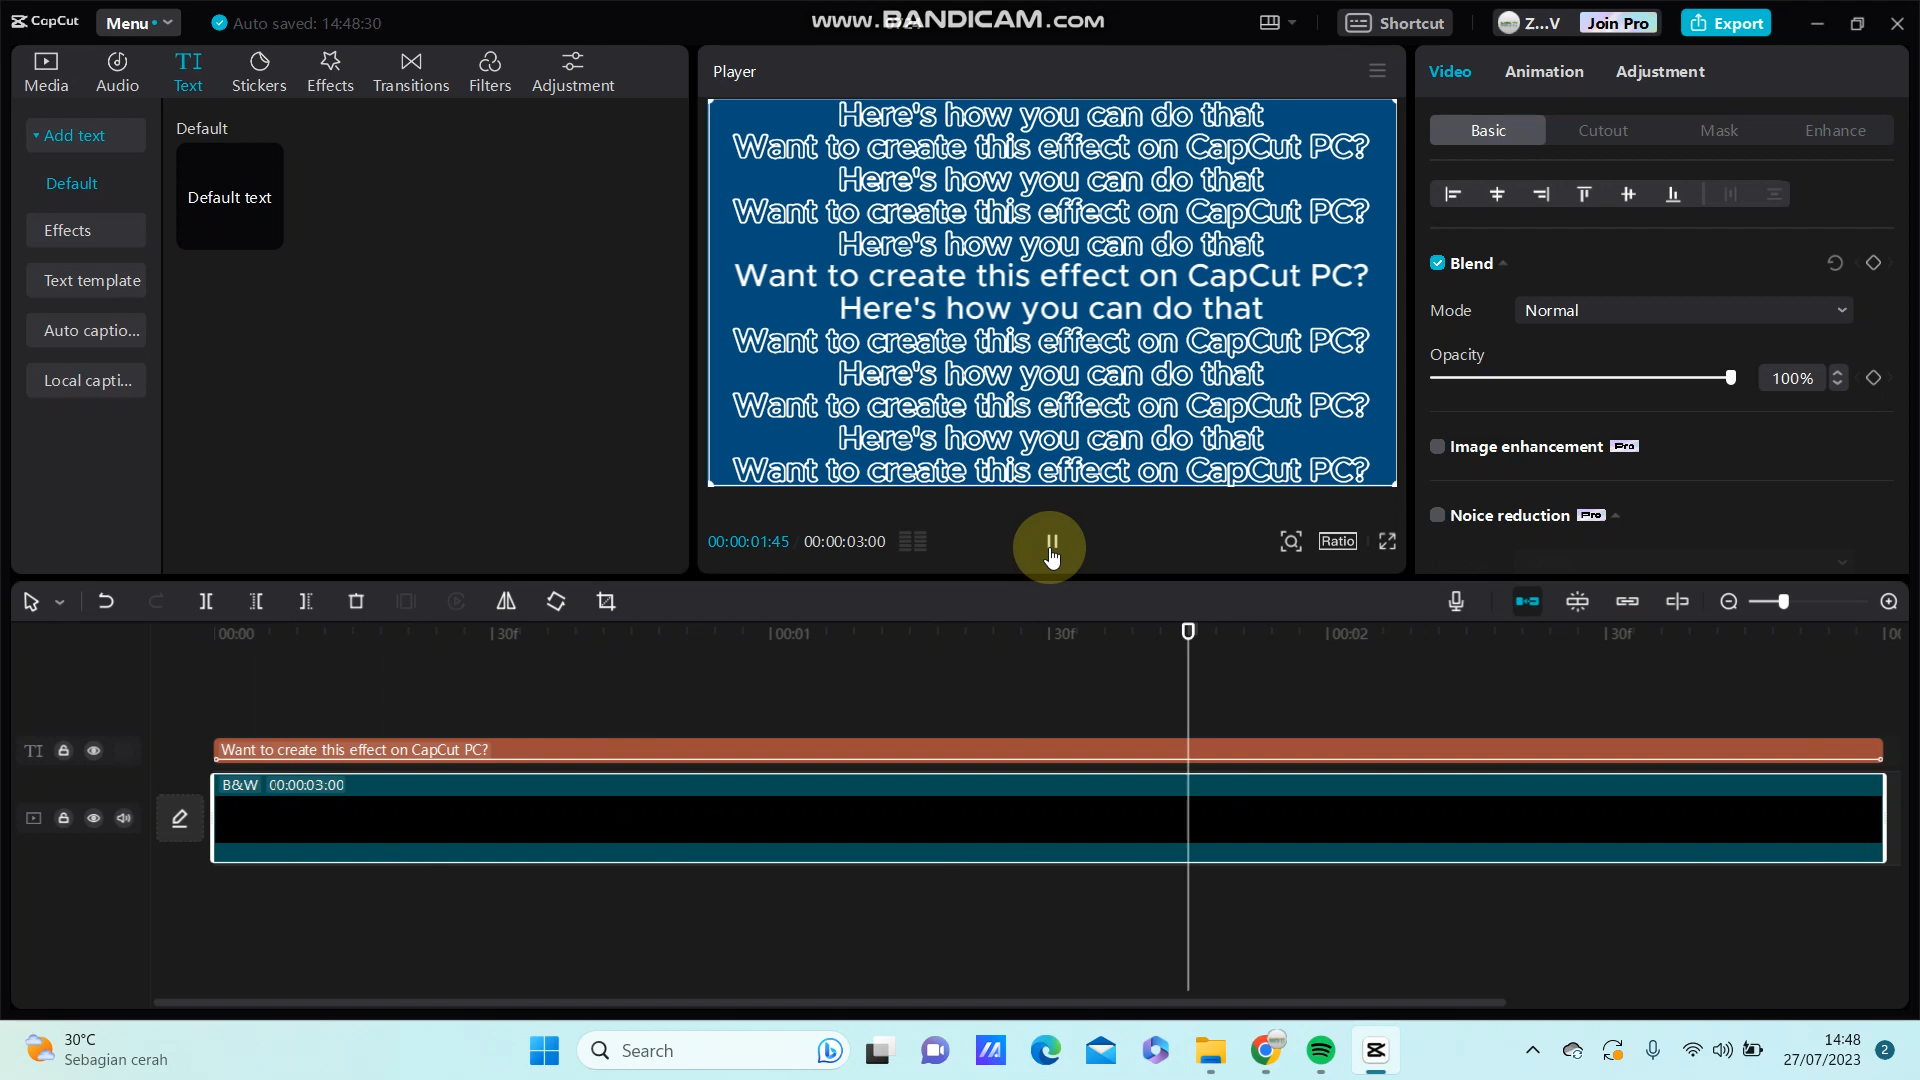 CapCut
Menu
Auto saved: 14:48:30
www.BANDICAM.com
Shortcut
Z...V
Join Pro
Export
Media
Audio
Text
Stickers
Effects
Transitions
Filters
Adjustment
Add text
Default
Effects
Text template
Auto captio...
Local capti...
Default
Default text
Player
Here's how you can do that
Want to create this effect on CapCut PC?
Here's how you can do that
Want to create this effect on CapCut PC?
Here's how you can do that
Want to create this effect on CapCut PC?
Here's how you can do that
Want to create this effect on CapCut PC?
Here's how you can do that
Want to create this effect on CapCut PC?
Here's how you can do that
Want to create this effect on CapCut PC?
00:00:01:45
00:00:03:00
Ratio
Video
Animation
Adjustment
Basic
Cutout
Mask
Enhance
Blend
Mode
Normal
Opacity
100%
Image enhancement
Pro
Noice reduction
Pro
00:00
30f
00:01
30f
00:02
30f
TI
Want to create this effect on CapCut PC?
B&W 00:00:03:00
30°C
Sebagian cerah
Search
14:48
27/07/2023
2